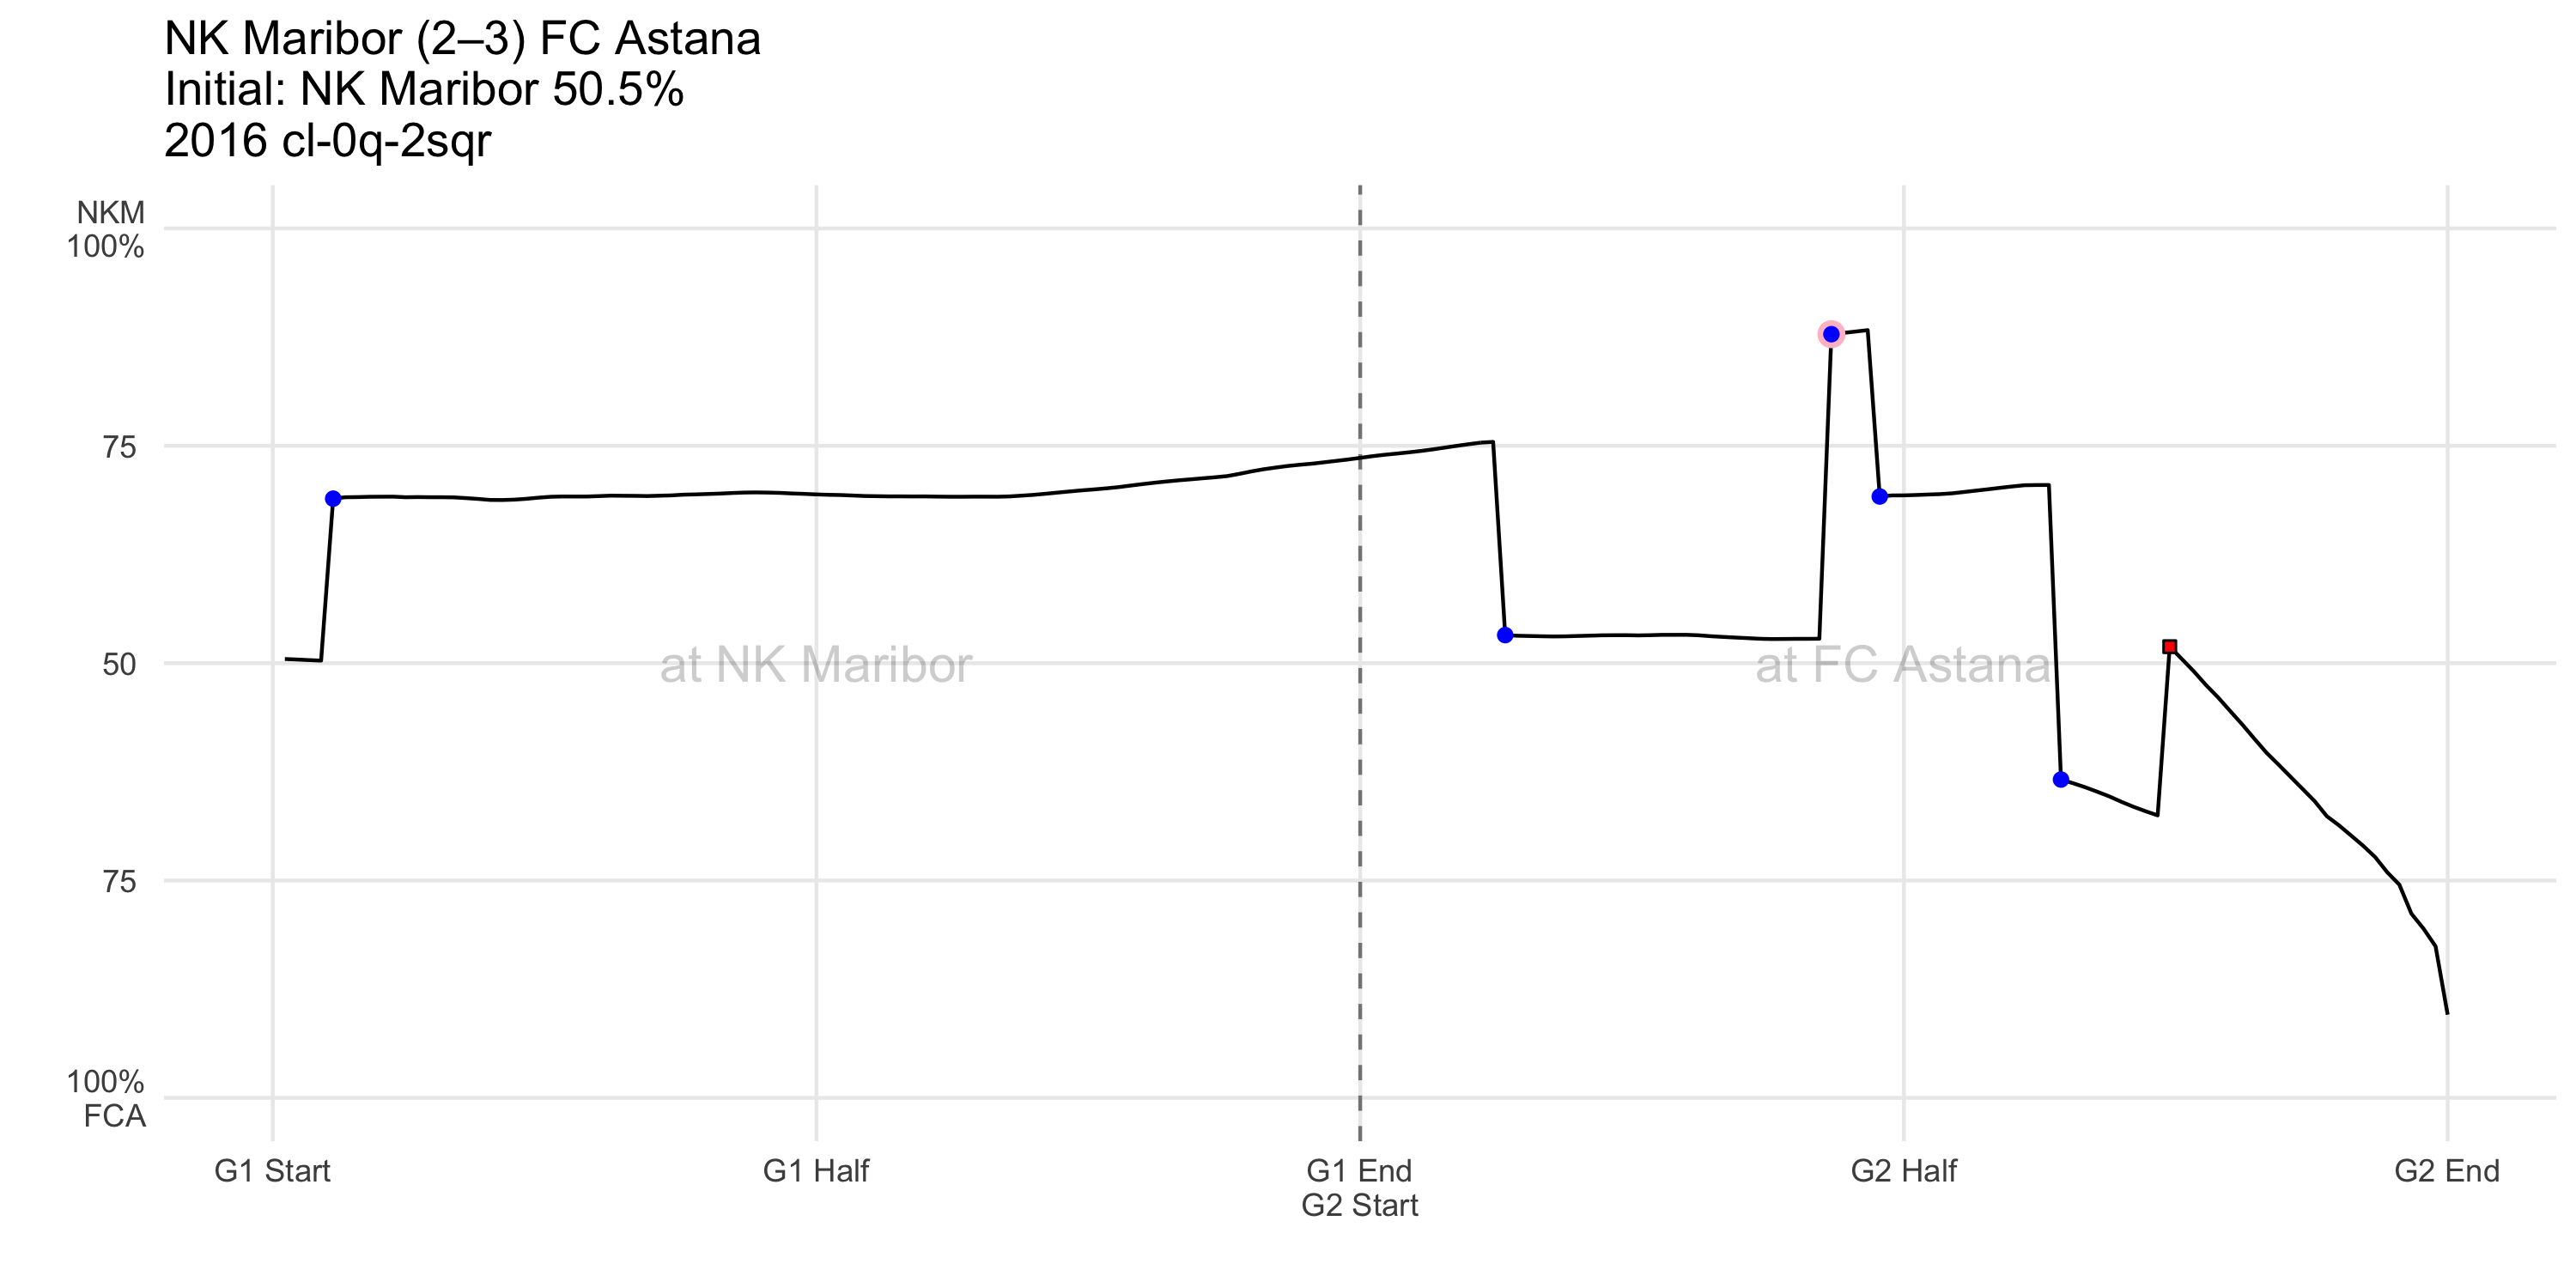 NK Maribor (2–3) FC Astana
Initial: NK Maribor 50.5%
2016 cl-0q-2sqr
NKM
100%
75
50
75
100%
FCA
at NK Maribor
at FC Astana
G1 Start
G1 Half
G1 End
G2 Start
G2 Half
G2 End